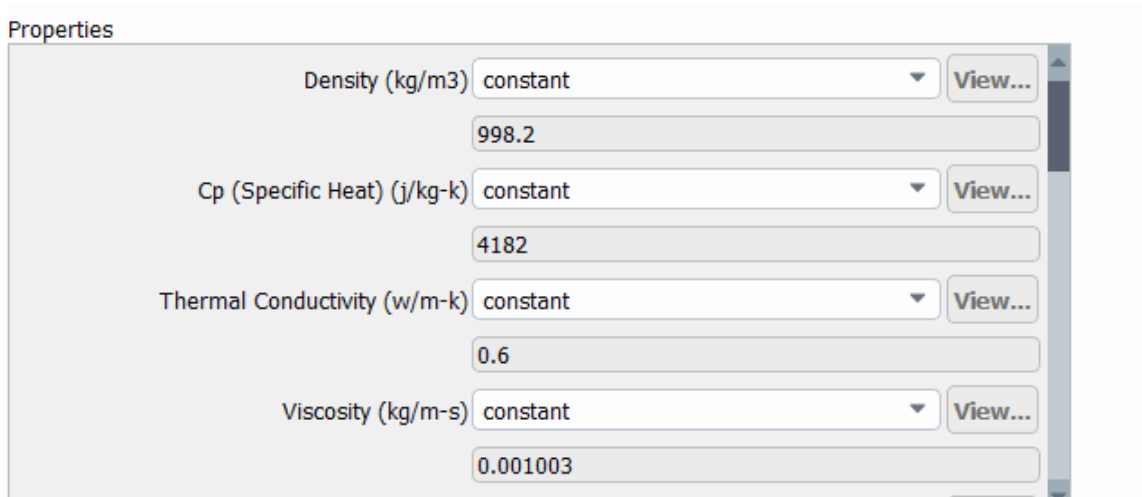 Properties
Density (kg/m3) constant View...
998.2
Cp (Specific Heat) (j/kg-k) constant View...
4182
Thermal Conductivity (w/m-k) constant View...
0.6
Viscosity (kg/m-s) constant View...
0.001003